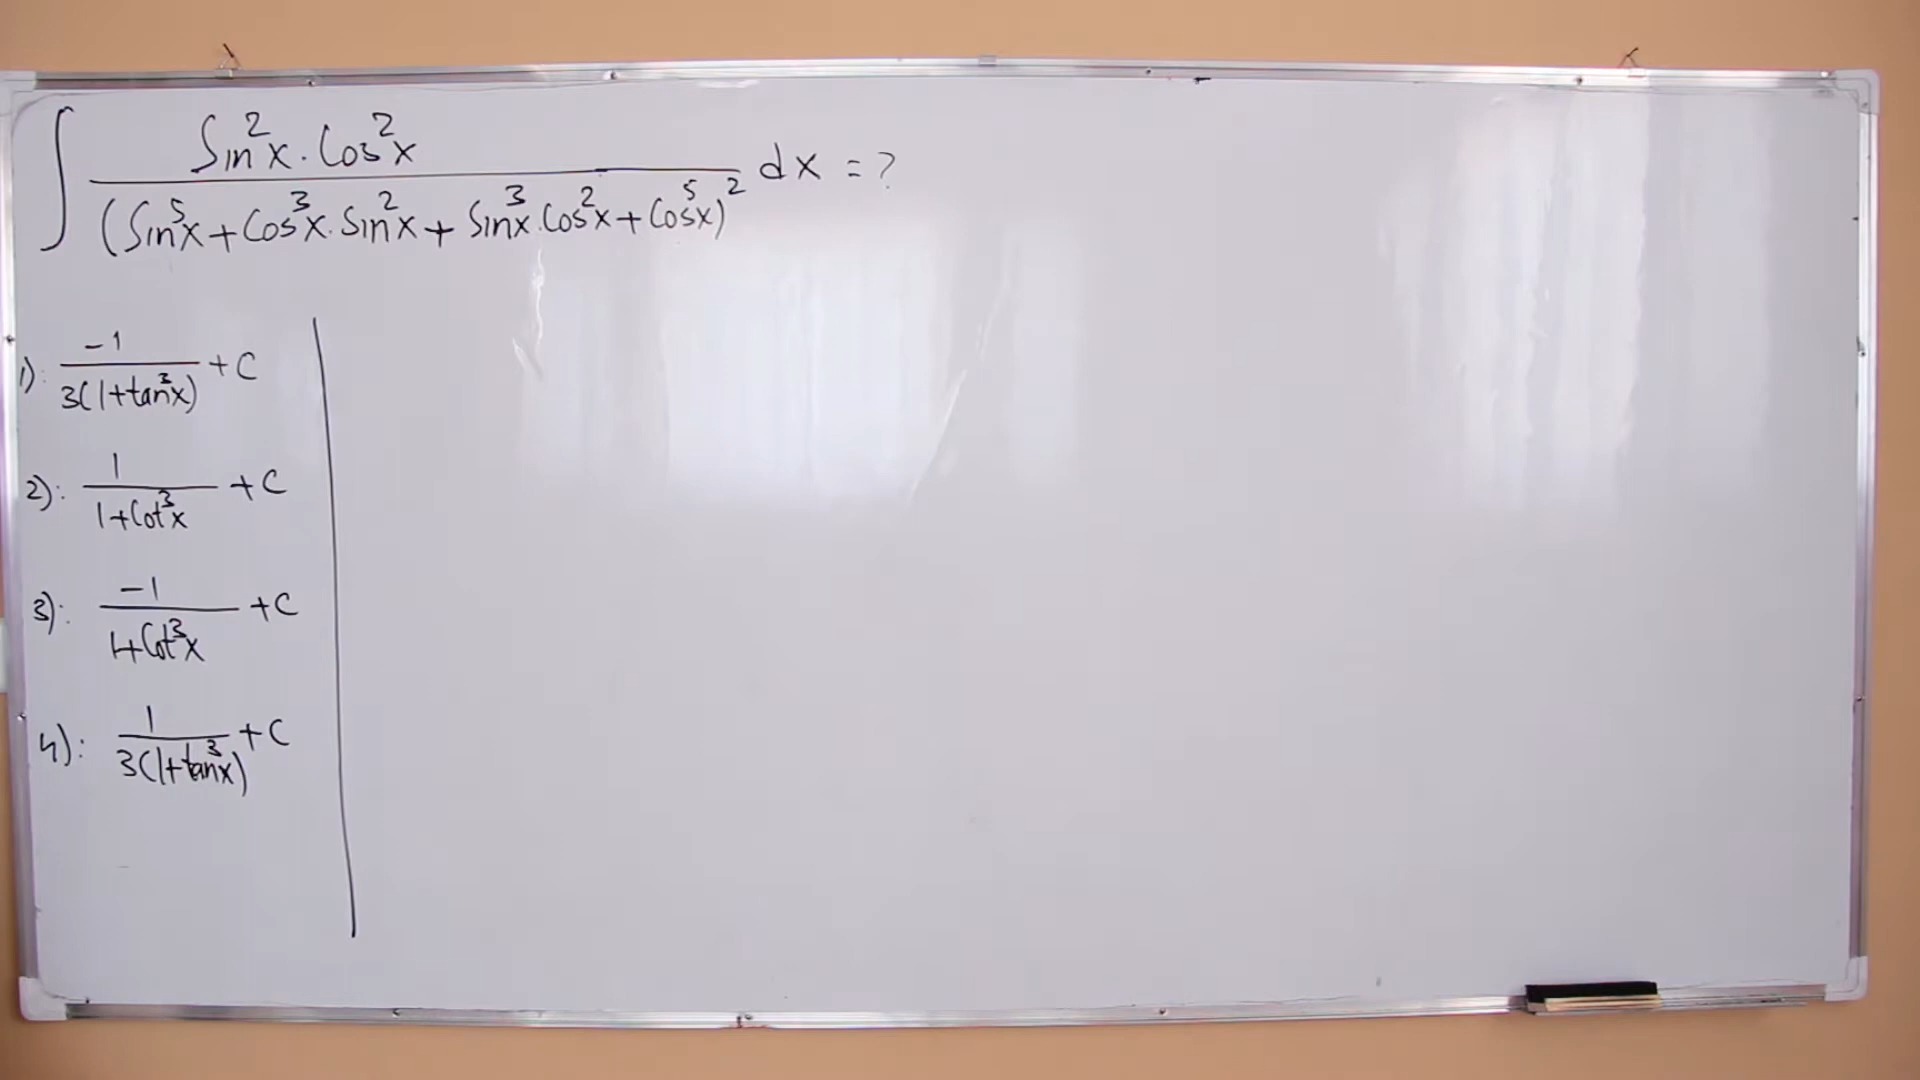 ∫ Sin²x · Cos²x / (Sin⁵x + Cos³x · Sin²x + Sin³x · Cos²x + Cos⁵x)² dx = ?
1): -1 / 3(1+tan³x) + C
2): 1 / 1+Cot³x + C
3): -1 / 1+Cot³x + C
4): 1 / 3(1+tan³x) + C